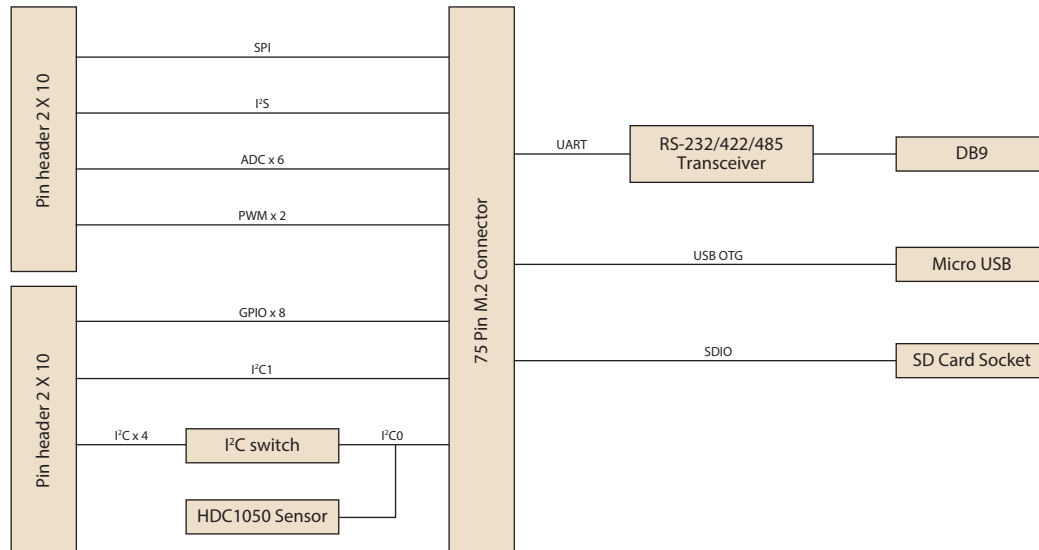 Pin header 2 X 10
SPI
I²S
ADC x 6
PWM x 2
Pin header 2 X 10
GPIO x 8
I²C1
I²C x 4
I²C switch
I²C0
HDC1050 Sensor
75 Pin M.2 Connector
UART
RS-232/422/485
Transceiver
DB9
USB OTG
Micro USB
SDIO
SD Card Socket